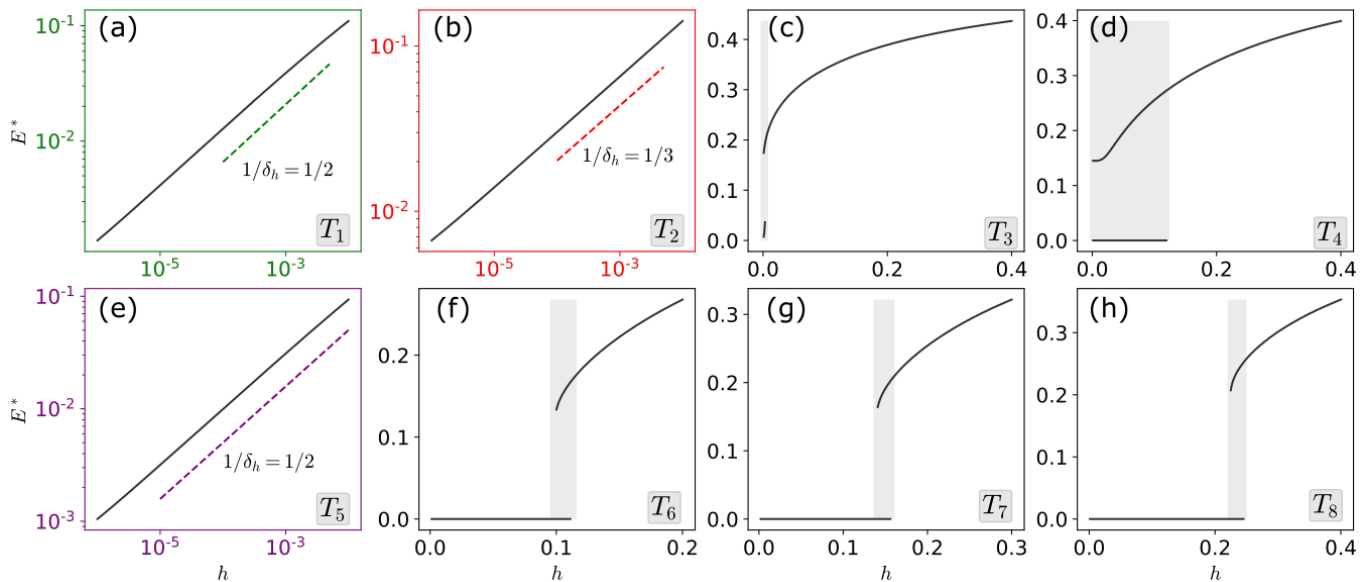 (a)
10^{-1}
10^{-2}
E^*
1/δ_h = 1/2
T_1
10^{-5} 10^{-3}
(b)
10^{-1}
10^{-2}
1/δ_h = 1/3
T_2
10^{-5} 10^{-3}
(c)
0.4
0.3
0.2
0.1
0.0
T_3
0.0 0.2 0.4
(d)
0.4
0.3
0.2
0.1
0.0
T_4
0.0 0.2 0.4
(e)
10^{-1}
10^{-2}
10^{-3}
E^*
1/δ_h = 1/2
T_5
10^{-5} 10^{-3}
h
(f)
0.2
0.1
0.0
T_6
0.0 0.1 0.2
h
(g)
0.3
0.2
0.1
0.0
T_7
0.0 0.1 0.2 0.3
h
(h)
0.3
0.2
0.1
0.0
T_8
0.0 0.2 0.4
h